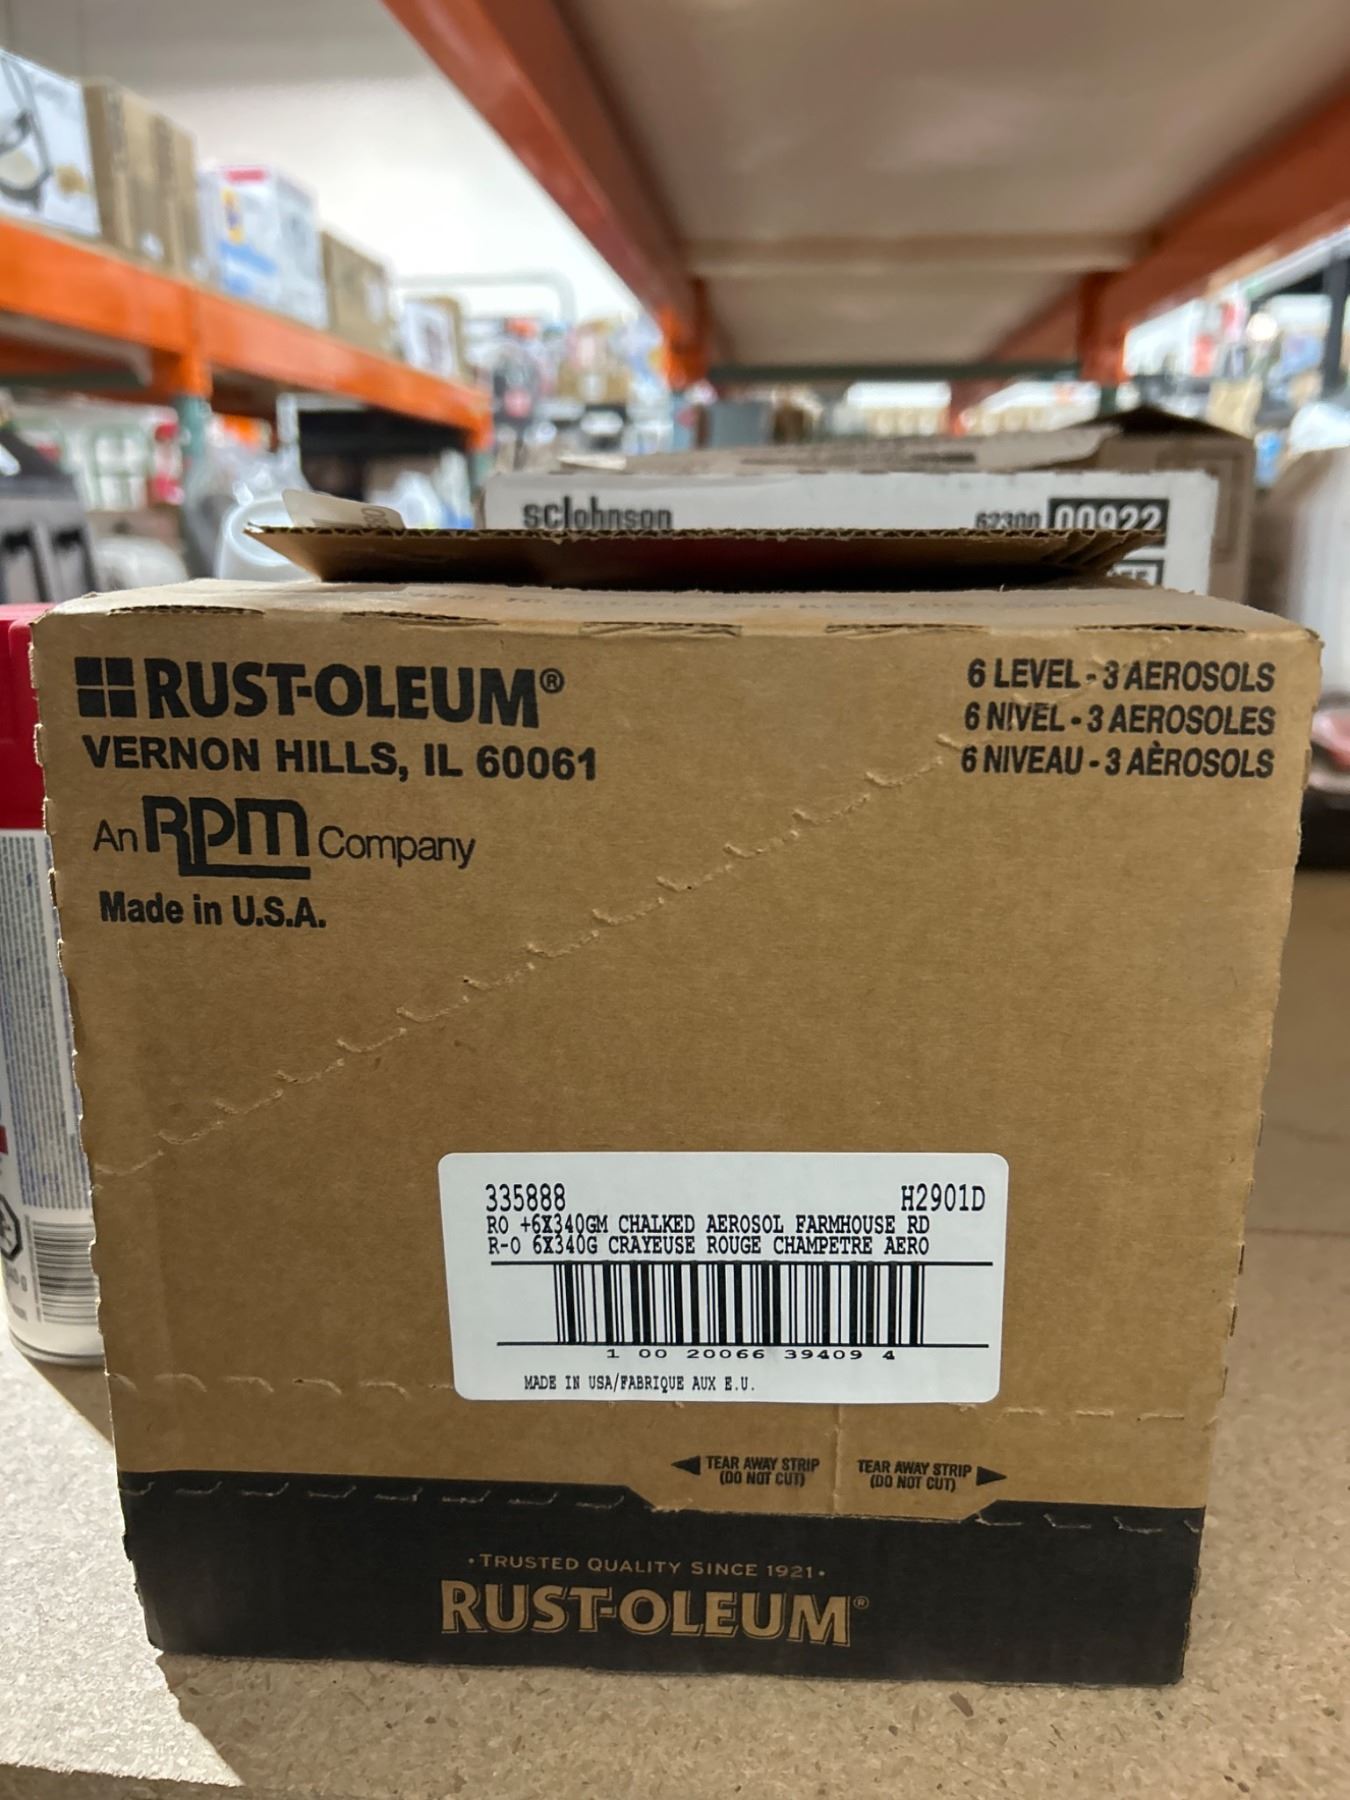 scJohnson
62300 00922
RUST-OLEUM®
VERNON HILLS, IL 60061
An RPM Company
Made in U.S.A.
6 LEVEL - 3 AEROSOLS
6 NIVEL - 3 AEROSOLES
6 NIVEAU - 3 AÈROSOLS
335888 H2901D
RO +6X340GM CHALKED AEROSOL FARMHOUSE RD
R-O 6X340G CRAYEUSE ROUGE CHAMPETRE AERO
1 00 20066 39409 4
MADE IN USA/FABRIQUE AUX E.U.
TEAR AWAY STRIP
(DO NOT CUT)
TEAR AWAY STRIP
(DO NOT CUT)
• TRUSTED QUALITY SINCE 1921 •
RUST-OLEUM®